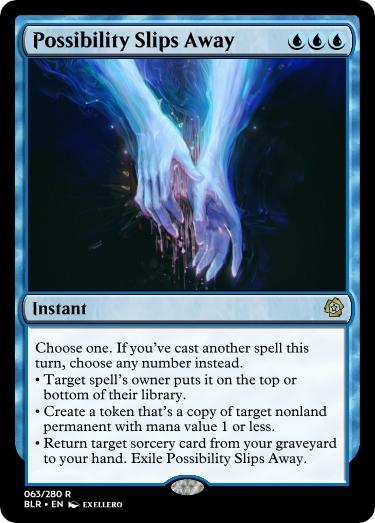 Possibility Slips Away
Instant
Choose one. If you've cast another spell this
turn, choose any number instead.
• Target spell's owner puts it on the top or
bottom of their library.
• Create a token that's a copy of target nonland
permanent with mana value 1 or less.
• Return target sorcery card from your graveyard
to your hand. Exile Possibility Slips Away.
063/280 R
BLR • EN EXELLERO